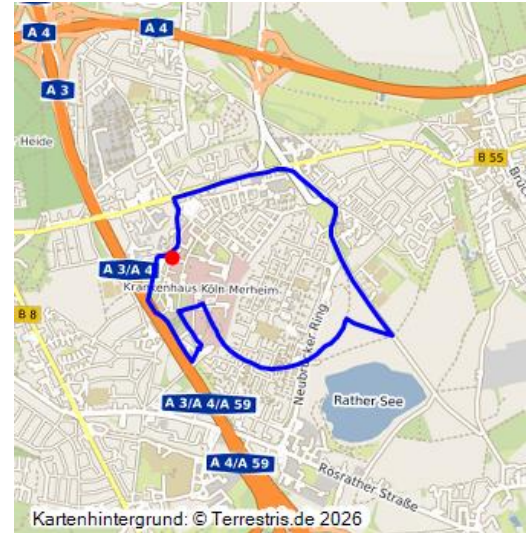 A 4
A 4
A 3
Heide
B 55
A 3/A 4
Krankenhaus Köln Merheim
B 8
Neubrücker Ring
Rather See
A 3/A 4/A 59
A 4/A 59
Rösrather Straße
Kartenhintergrund: © Terrestris.de 2026